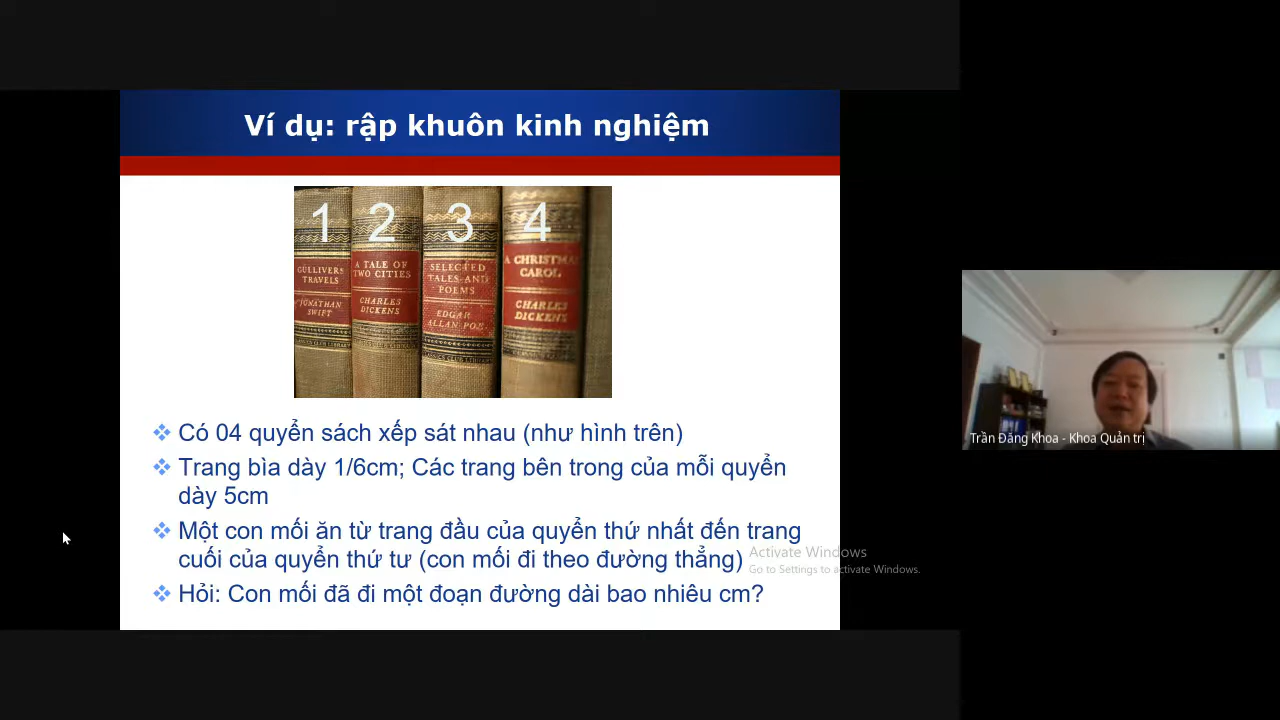 Ví dụ: rập khuôn kinh nghiệm
1 2 3 4
GULLIVER'S
TRAVELS
JONATHAN
SWIFT
A TALE OF
TWO CITIES
CHARLES
DICKENS
SELECTED
TALES AND
POEMS
EDGAR
ALLAN POE
A CHRISTMAS
CAROL
CHARLES
DICKENS
Có 04 quyển sách xếp sát nhau (như hình trên)
Trang bìa dày 1/6cm; Các trang bên trong của mỗi quyển
dày 5cm
Một con mối ăn từ trang đầu của quyển thứ nhất đến trang
cuối của quyển thứ tư (con mối đi theo đường thẳng)
Hỏi: Con mối đã đi một đoạn đường dài bao nhiêu cm?
Activate Windows
Go to Settings to activate Windows.
Trần Đăng Khoa - Khoa Quản trị